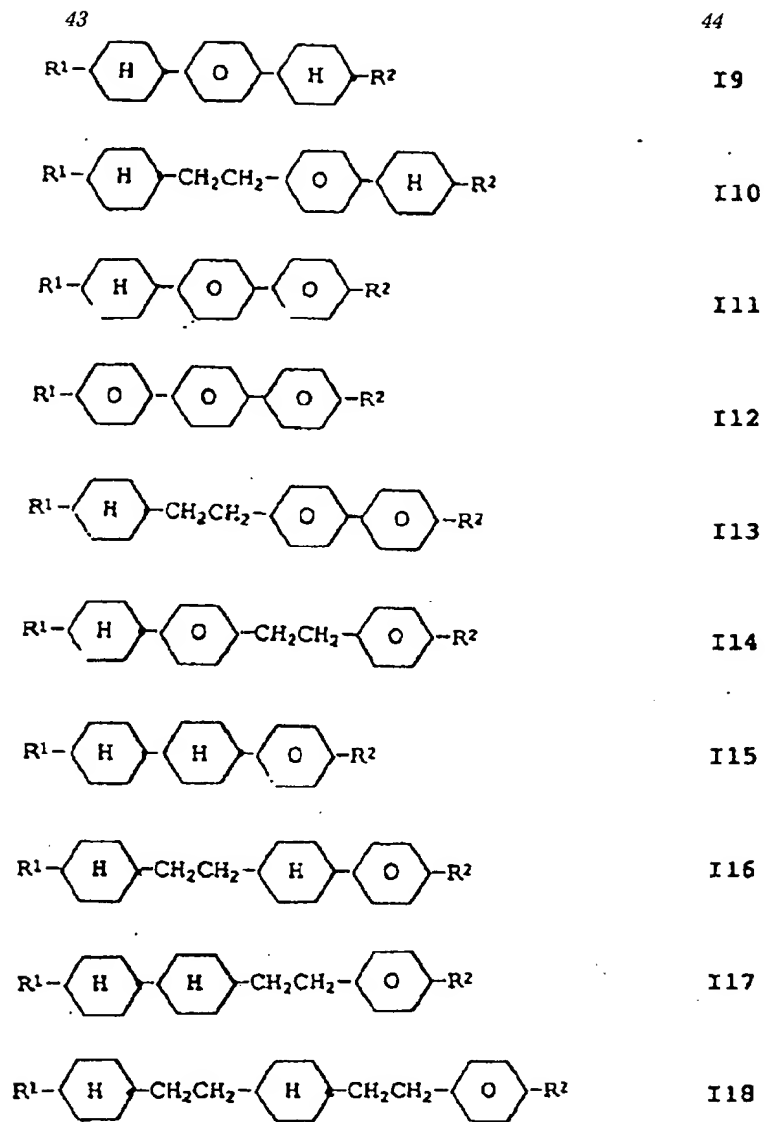 43 44
R¹-H-O-H-R² I9
R¹-H-CH₂CH₂-O-H-R² I10
R¹-H-O-O-R² I11
R¹-O-O-O-R² I12
R¹-H-CH₂CH₂-O-O-R² I13
R¹-H-O-CH₂CH₂-O-R² I14
R¹-H-H-O-R² I15
R¹-H-CH₂CH₂-H-O-R² I16
R¹-H-H-CH₂CH₂-O-R² I17
R¹-H-CH₂CH₂-H-CH₂CH₂-O-R² I18